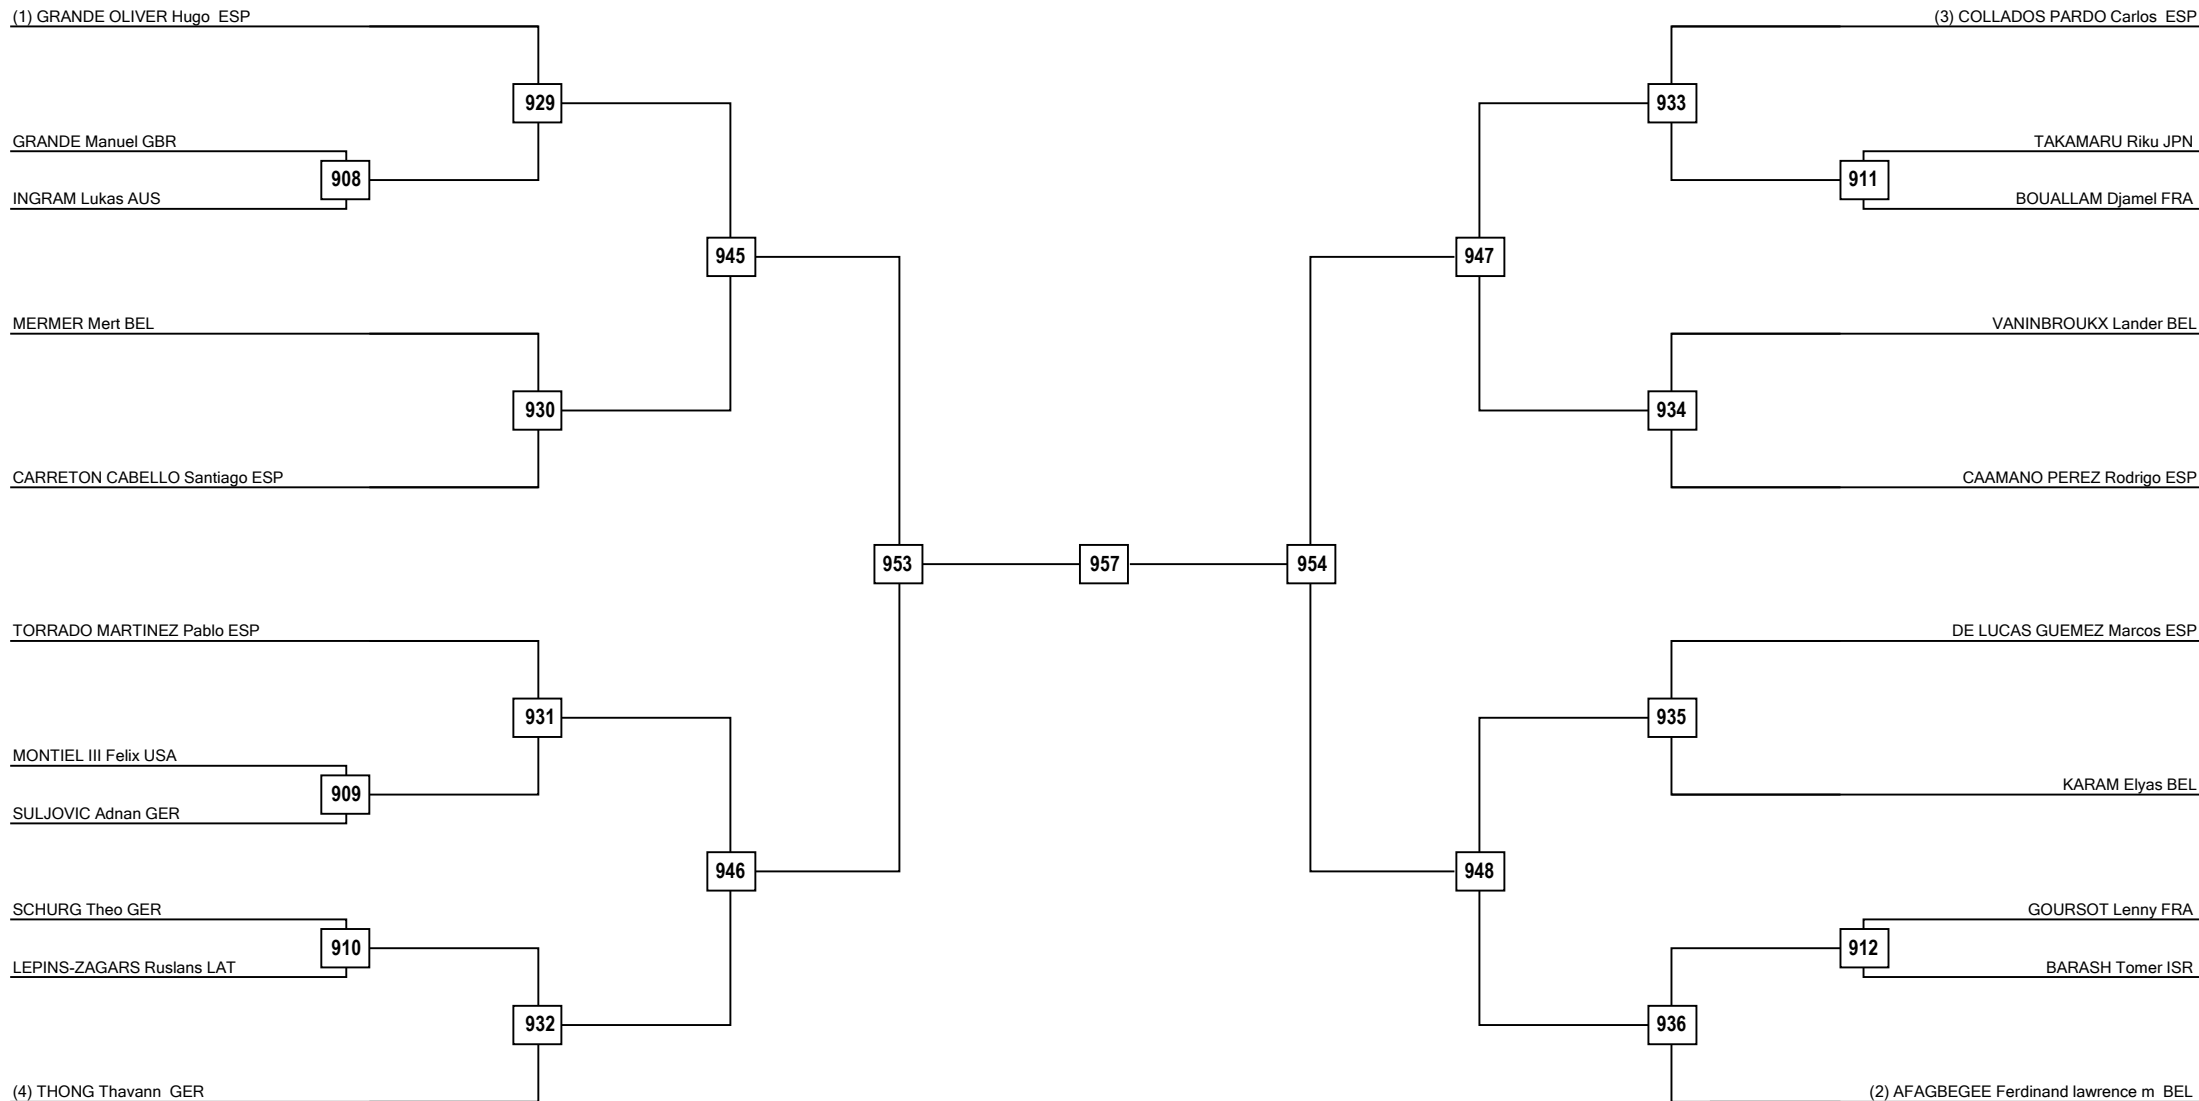 (1) GRANDE OLIVER Hugo  ESP
(3) COLLADOS PARDO Carlos  ESP
929
933
GRANDE Manuel GBR
TAKAMARU Riku JPN
908
911
INGRAM Lukas AUS
BOUALLAM Djamel FRA
945
947
MERMER Mert BEL
VANINBROUKX Lander BEL
930
934
CARRETON CABELLO Santiago ESP
CAAMANO PEREZ Rodrigo ESP
953
957
954
TORRADO MARTINEZ Pablo ESP
DE LUCAS GUEMEZ Marcos ESP
931
935
MONTIEL III Felix USA
KARAM Elyas BEL
909
SULJOVIC Adnan GER
946
948
SCHURG Theo GER
GOURSOT Lenny FRA
910
912
LEPINS-ZAGARS Ruslans LAT
BARASH Tomer ISR
932
936
(4) THONG Thavann  GER
(2) AFAGBEGEE Ferdinand lawrence m  BEL